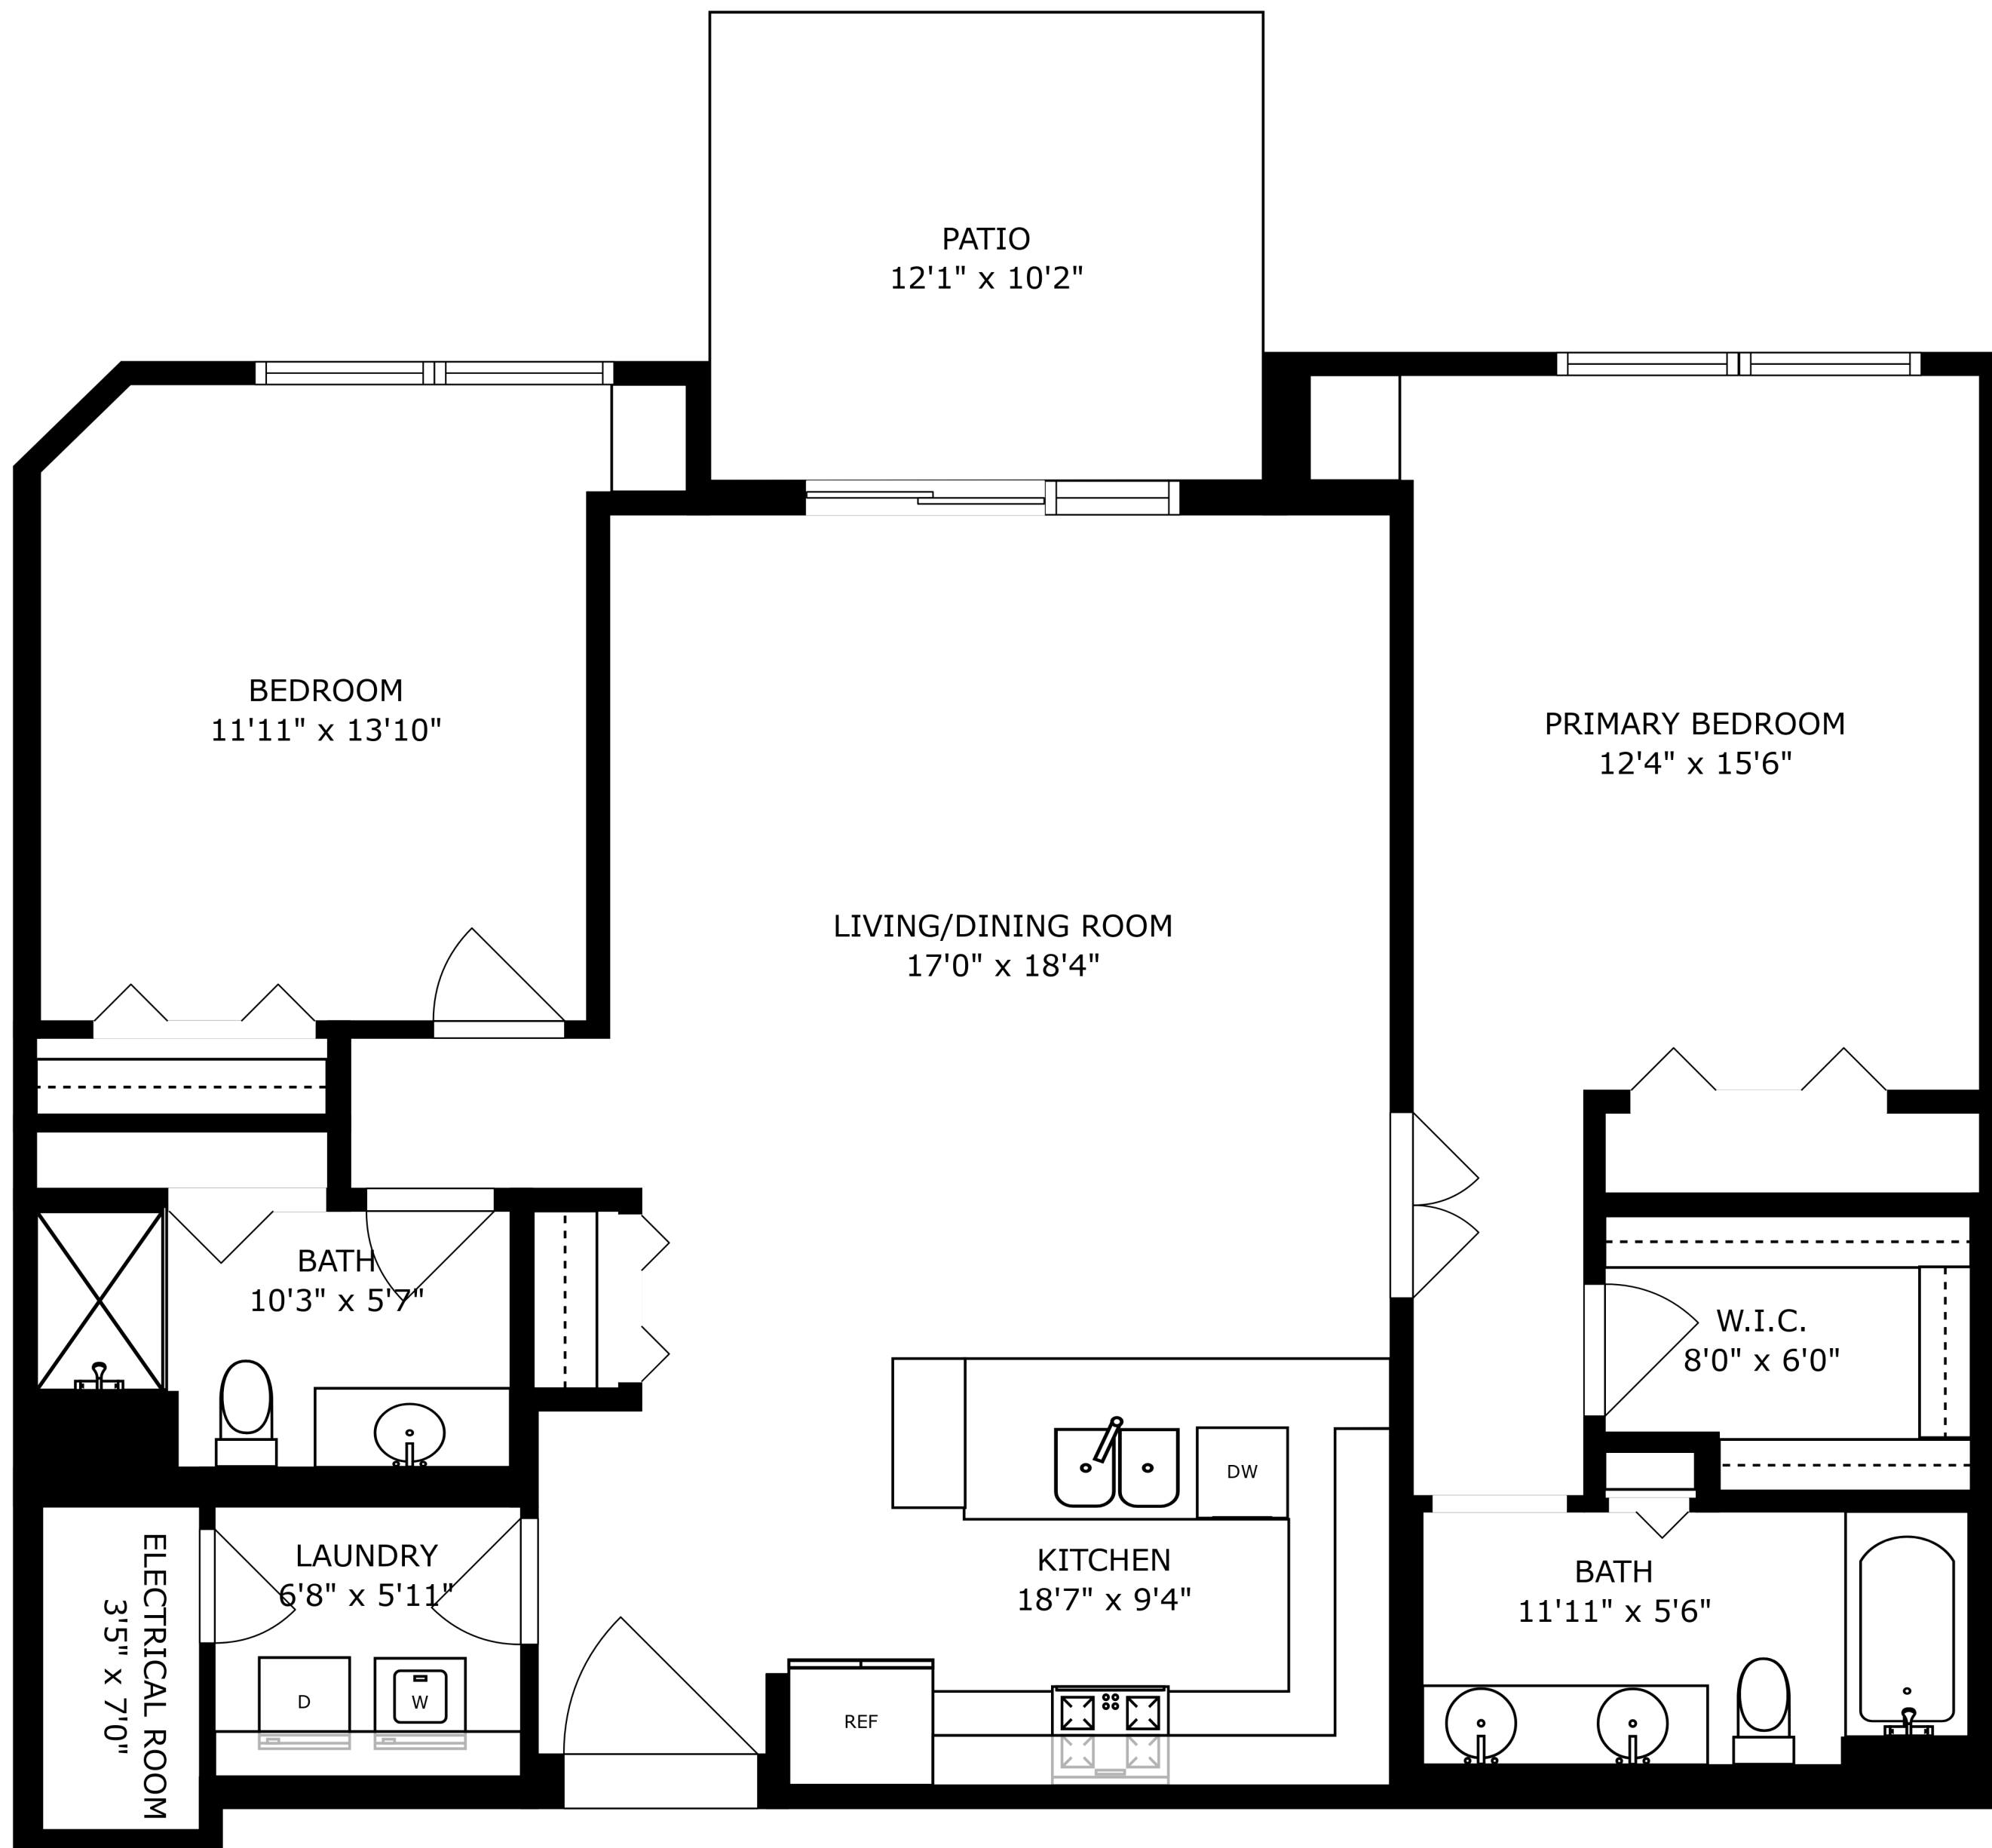 PATIO
12'1" x 10'2"
BEDROOM
11'11" x 13'10"
PRIMARY BEDROOM
12'4" x 15'6"
LIVING/DINING ROOM
17'0" x 18'4"
BATH
10'3" x 5'7"
W.I.C.
8'0" x 6'0"
DW
LAUNDRY
6'8" x 5'11"
KITCHEN
18'7" x 9'4"
BATH
11'11" x 5'6"
ELECTRICAL ROOM
3'5" x 7'0"
D
W
REF